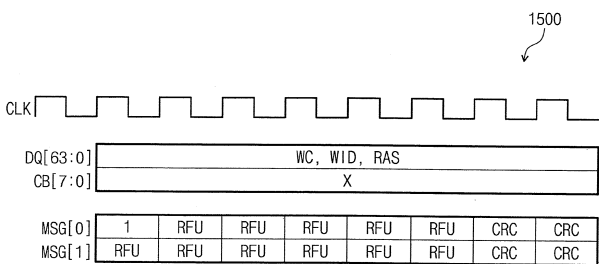 1500
CLK
DQ[63:0] WC, WID, RAS
CB[7:0] X
MSG[0] 1 RFU RFU RFU RFU RFU CRC CRC
MSG[1] RFU RFU RFU RFU RFU RFU CRC CRC